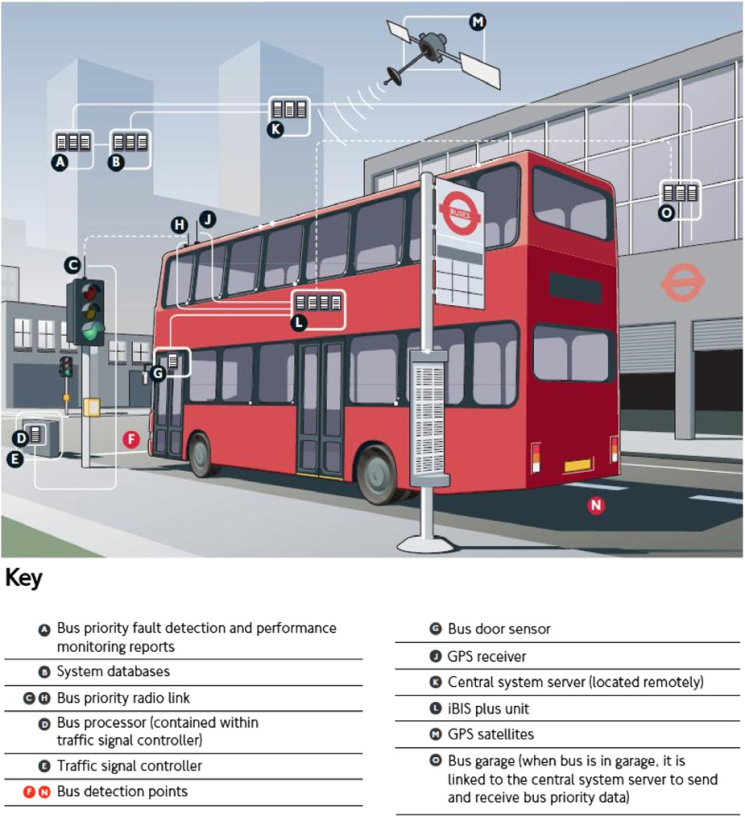 M
K
A
B
O
H
J
BUSES
C
L
G
D
F
E
N
Key
A Bus priority fault detection and performance
monitoring reports
B System databases
C H Bus priority radio link
D Bus processor (contained within
traffic signal controller)
E Traffic signal controller
F N Bus detection points
G Bus door sensor
J GPS receiver
K Central system server (located remotely)
L iBIS plus unit
M GPS satellites
O Bus garage (when bus is in garage, it is
linked to the central system server to send
and receive bus priority data)